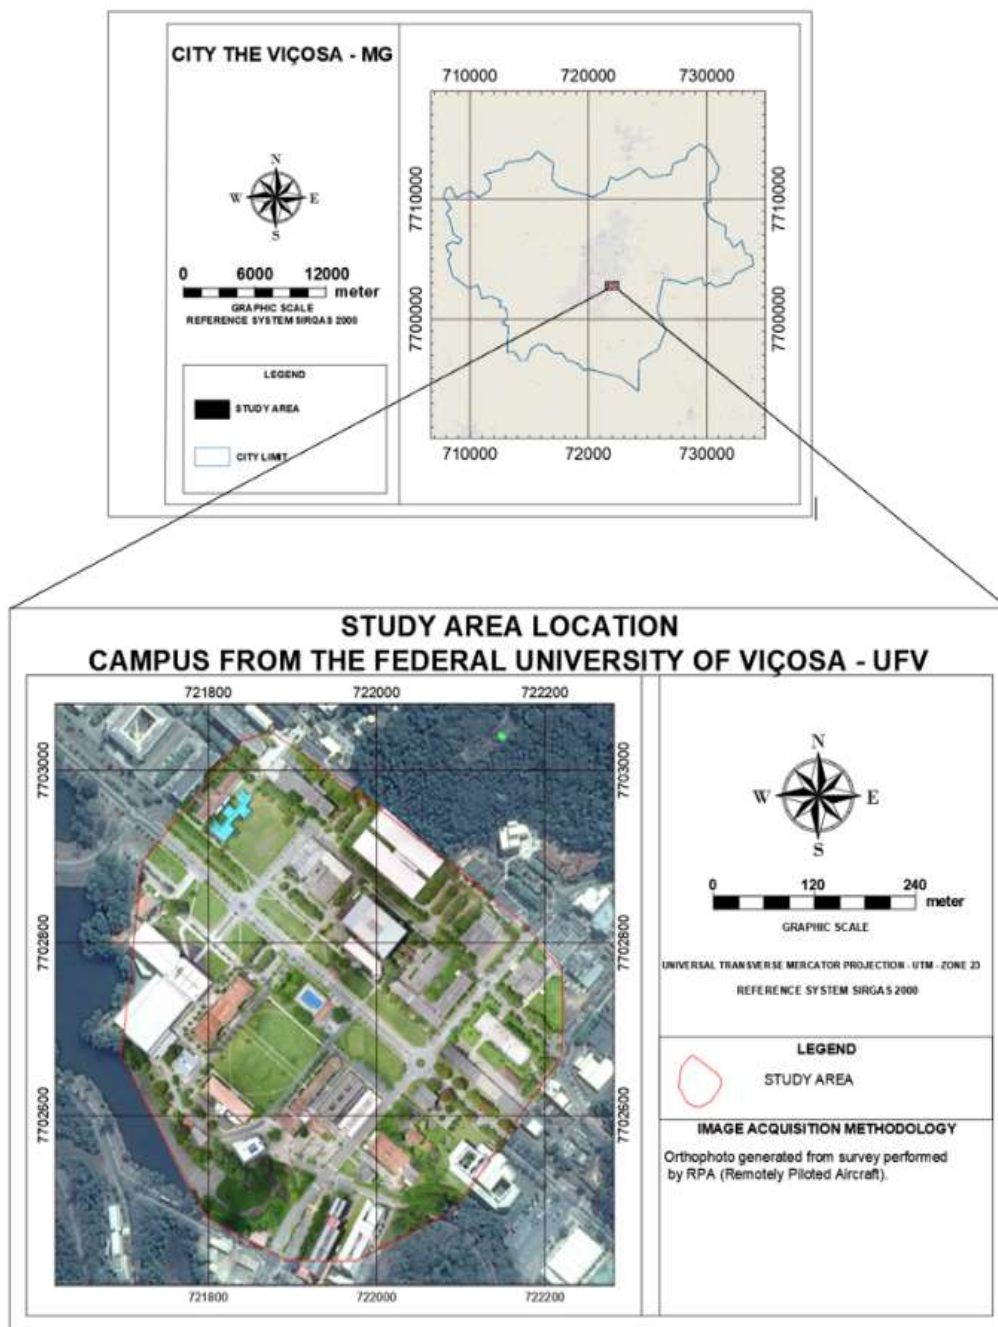 CITY THE VIÇOSA - MG
N
W E
S
0 6000 12000
meter
GRAPHIC SCALE
REFERENCE SYSTEM SIRGAS 2000
LEGEND
STUDY AREA
CITY LIMIT
710000 720000 730000
7710000 7710000
7700000 7700000
710000 72000 730000
STUDY AREA LOCATION
CAMPUS FROM THE FEDERAL UNIVERSITY OF VIÇOSA - UFV
721800 722000 722200
7703000 7703000
7702800 7702800
7702600 7702600
721800 722000 722200
N
W E
S
0 120 240
meter
GRAPHIC SCALE
UNIVERSAL TRANSVERSE MERCATOR PROJECTION - UTM - ZONE 23
REFERENCE SYSTEM SIRGAS 2000
LEGEND
STUDY AREA
IMAGE ACQUISITION METHODOLOGY
Orthophoto generated from survey performed
by RPA (Remotely Piloted Aircraft).